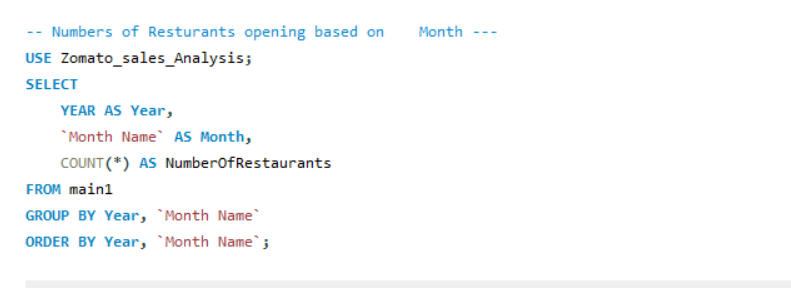 -- Numbers of Resturants opening based on    Month ---
USE Zomato_sales_Analysis;
SELECT
    YEAR AS Year,
    `Month Name` AS Month,
    COUNT(*) AS NumberOfRestaurants
FROM main1
GROUP BY Year, `Month Name`
ORDER BY Year, `Month Name`;